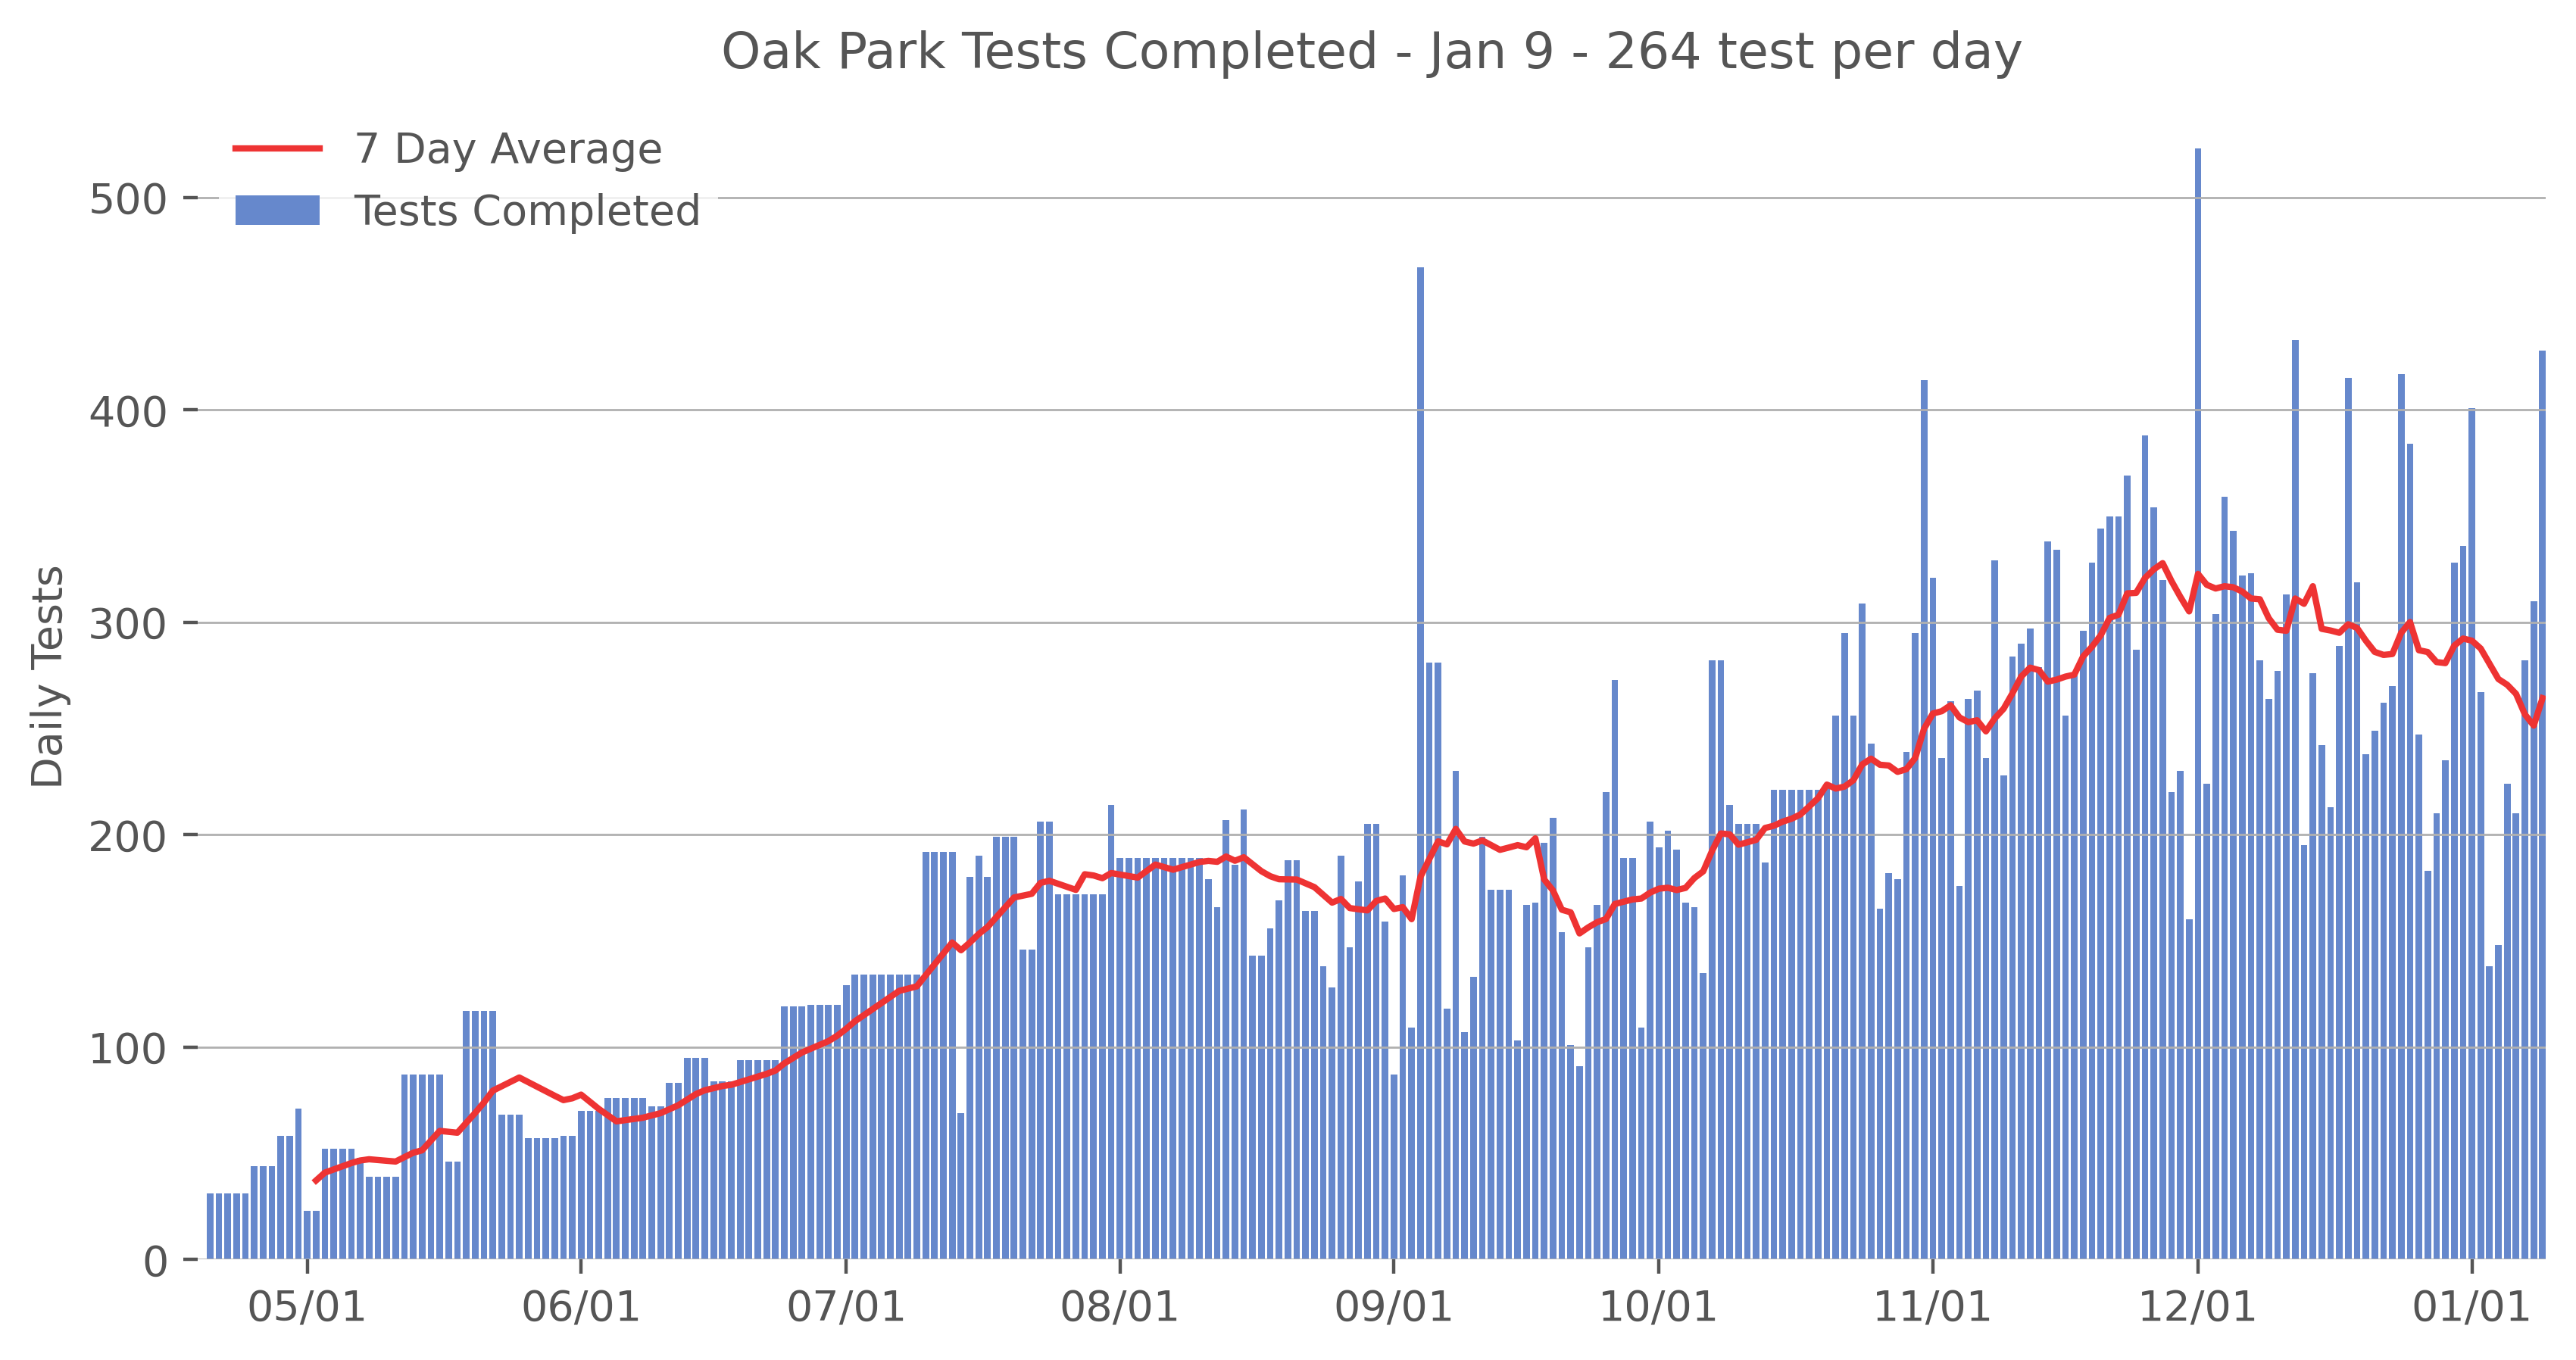 Oak Park Tests Completed - Jan 9 - 264 test per day
7 Day Average
Tests Completed
Daily Tests
500
400
300
200
100
0
05/01 06/01 07/01 08/01 09/01 10/01 11/01 12/01 01/01